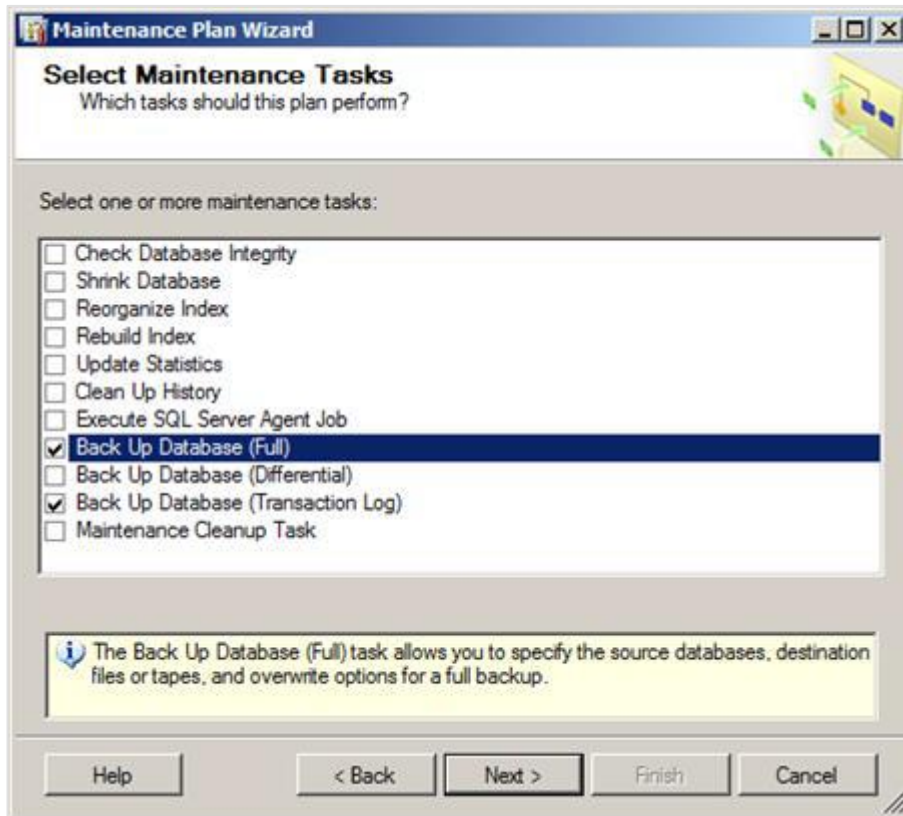 Maintenance Plan Wizard
Select Maintenance Tasks
Which tasks should this plan perform?
Select one or more maintenance tasks:
Check Database Integrity
Shrink Database
Reorganize Index
Rebuild Index
Update Statistics
Clean Up History
Execute SQL Server Agent Job
Back Up Database (Full)
Back Up Database (Differential)
Back Up Database (Transaction Log)
Maintenance Cleanup Task
The Back Up Database (Full) task allows you to specify the source databases, destination
files or tapes, and overwrite options for a full backup.
Help
< Back
Next >
Finish
Cancel